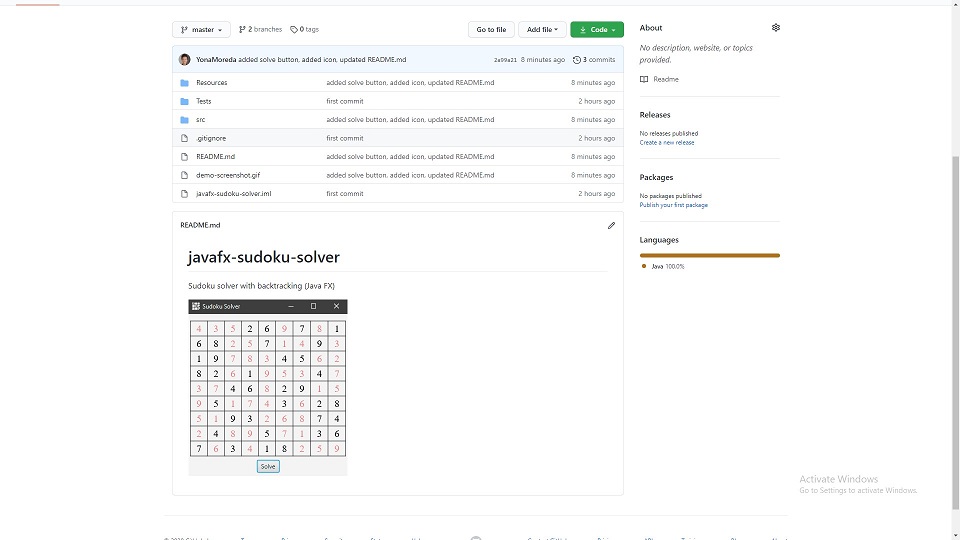 master 2 branches 0 tags Go to file Add file Code
YonaMoreda added solve button, added icon, updated README.md 2a99a21 8 minutes ago 3 commits
Resources added solve button, added icon, updated README.md 8 minutes ago
Tests first commit 2 hours ago
src added solve button, added icon, updated README.md 8 minutes ago
.gitignore first commit 2 hours ago
README.md added solve button, added icon, updated README.md 8 minutes ago
demo-screenshot.gif added solve button, added icon, updated README.md 8 minutes ago
javafx-sudoku-solver.iml first commit 2 hours ago
README.md
javafx-sudoku-solver
Sudoku solver with backtracking (Java FX)
Sudoku Solver
4 3 5 2 6 9 7 8 1
6 8 2 5 7 1 4 9 3
1 9 7 8 3 4 5 6 2
8 2 6 1 9 5 3 4 7
3 7 4 6 8 2 9 1 5
9 5 1 7 4 3 6 2 8
5 1 9 3 2 6 8 7 4
2 4 8 9 5 7 1 3 6
7 6 3 4 1 8 2 5 9
Solve
About
No description, website, or topics
provided.
Readme
Releases
No releases published
Create a new release
Packages
No packages published
Publish your first package
Languages
Java 100.0%
Activate Windows
Go to Settings to activate Windows.